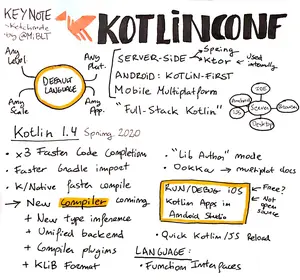 KEYNOTE
sketchnote
by @MiBLT
KOTLINCONF
Any Level
Any Plat.
DEFAULT LANGUAGE
Any Scale
Any App.
SERVER-SIDE
Spring
Ktor
Used internally
ANDROID: KOTLIN-FIRST
Mobile Multiplatform
"Full-Stack Kotlin"
IDE
Android
iOS
Server
Browser
Desktop
Kotlin 1.4 Spring 2020
• x3 Faster Code Completion
• Faster Gradle import
• K/Native faster compile
→ New Compiler coming
+ New type inference
+ Unified backend
+ Compiler plugins
+ KLIB Format
• "Lib Author" mode
• Dokka → multiplat docs
RUN/DEBUG iOS
Kotlin Apps in
Android Studio
Free?
Not open source
• Quick Kotlin/JS Reload
LANGUAGE:
• Function Interfaces